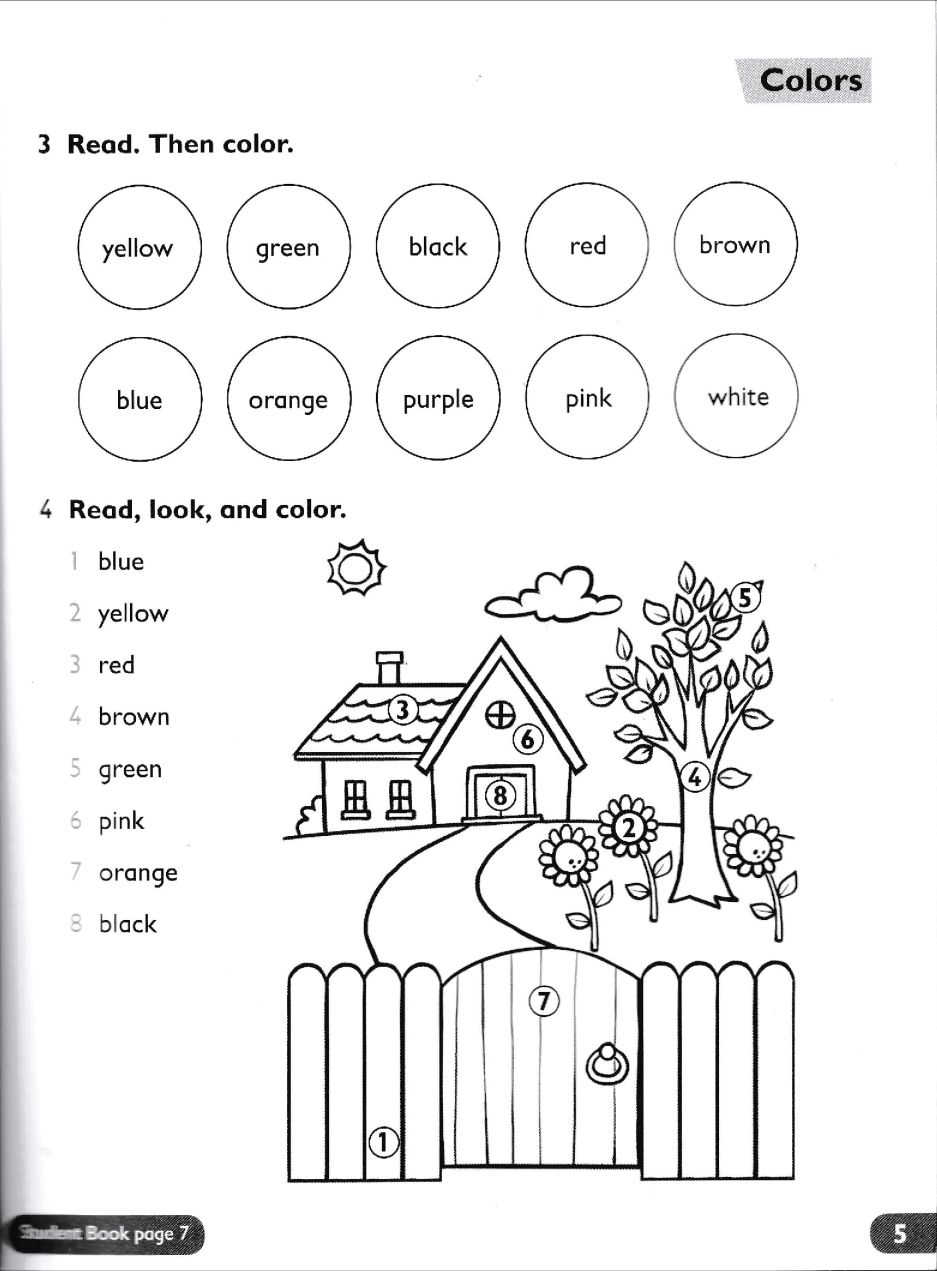 Colors
3 Read. Then color.
yellow green black red brown
blue orange purple pink white
4 Read, look, and color.
1 blue
2 yellow
3 red
4 brown
5 green
6 pink
7 orange
8 black
5
3
6
4
8
2
7
1
Student Book page 7
5